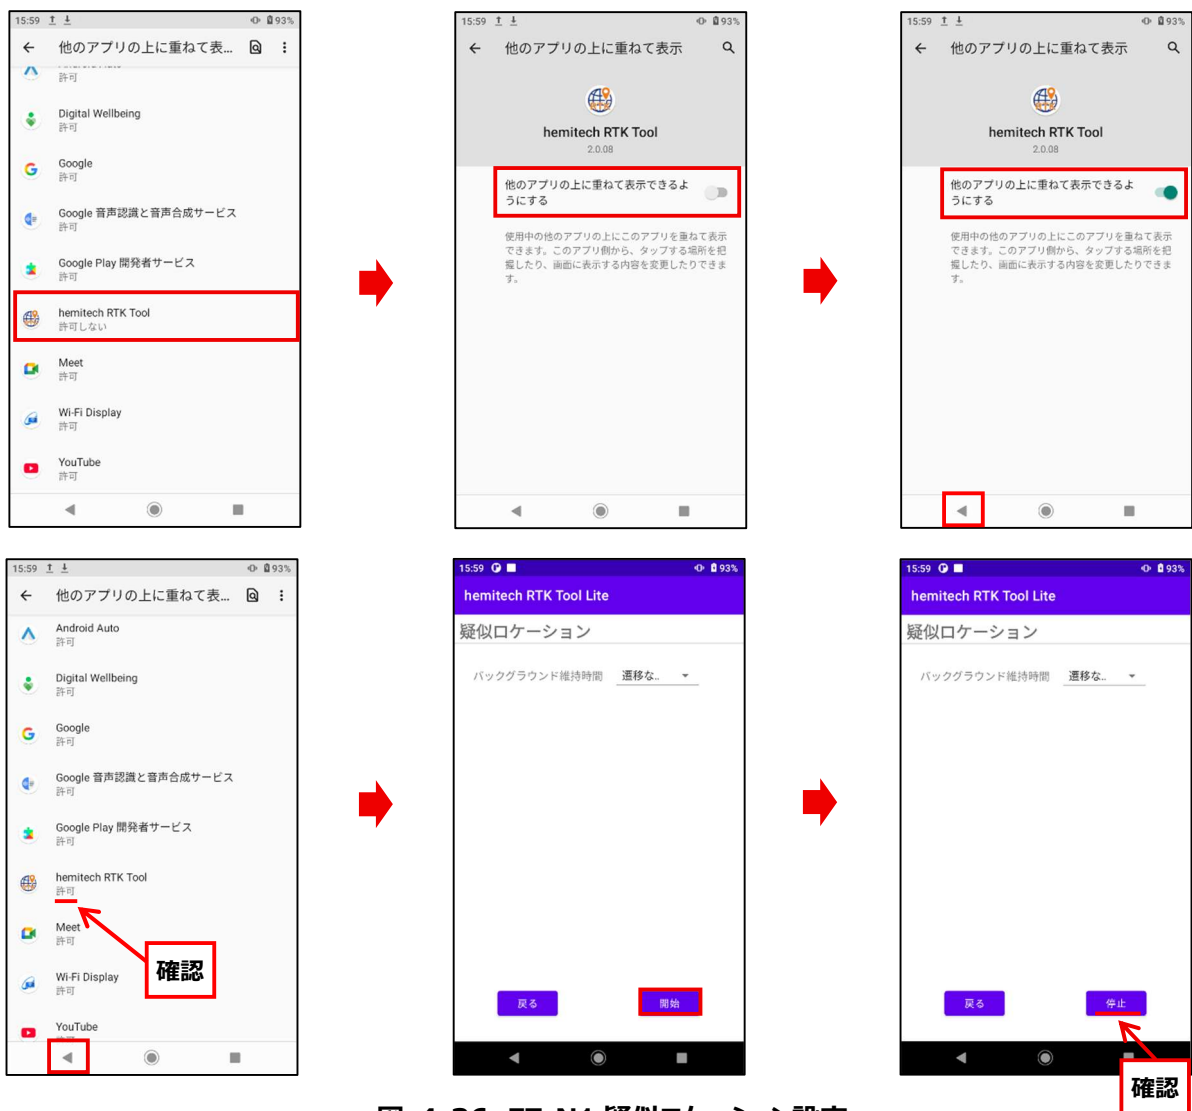 15:59
93%
他のアプリの上に重ねて表...
許可
Digital Wellbeing
許可
Google
許可
Google 音声認識と音声合成サービス
許可
Google Play 開発者サービス
許可
hemitech RTK Tool
許可しない
Meet
許可
Wi-Fi Display
許可
YouTube
許可
15:59
93%
他のアプリの上に重ねて表示
hemitech RTK Tool
2.0.08
他のアプリの上に重ねて表示できるよ
うにする
使用中の他のアプリの上にこのアプリを重ねて表示
できます。このアプリ側から、タップする場所を把
握したり、画面に表示する内容を変更したりできま
す。
15:59
93%
他のアプリの上に重ねて表示
hemitech RTK Tool
2.0.08
他のアプリの上に重ねて表示できるよ
うにする
使用中の他のアプリの上にこのアプリを重ねて表示
できます。このアプリ側から、タップする場所を把
握したり、画面に表示する内容を変更したりできま
す。
15:59
93%
他のアプリの上に重ねて表...
Android Auto
許可
Digital Wellbeing
許可
Google
許可
Google 音声認識と音声合成サービス
許可
Google Play 開発者サービス
許可
hemitech RTK Tool
許可
Meet
許可
Wi-Fi Display
許可
YouTube
確認
15:59
93%
hemitech RTK Tool Lite
疑似ロケーション
バックグラウンド維持時間 遷移な..
戻る 開始
15:59
93%
hemitech RTK Tool Lite
疑似ロケーション
バックグラウンド維持時間 遷移な..
戻る 停止
確認